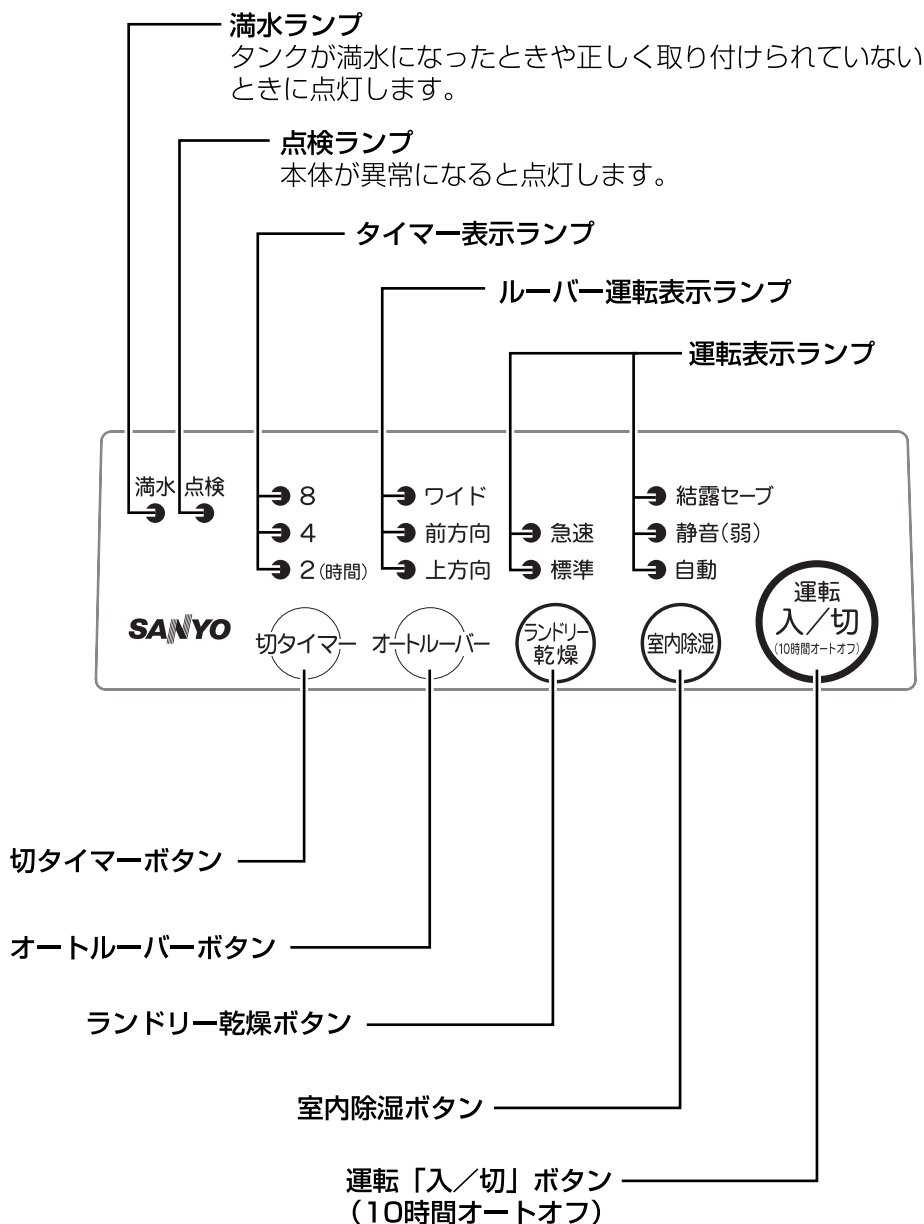 満水ランプ
タンクが満水になったときや正しく取り付けられていない
ときに点灯します。
点検ランプ
本体が異常になると点灯します。
タイマー表示ランプ
ルーバー運転表示ランプ
運転表示ランプ
満水 点検
8
4
2(時間)
ワイド
前方向
上方向
急速
標準
結露セーブ
静音(弱)
自動
SANYO
切タイマー
オートルーバー
ランドリー
乾燥
室内除湿
運転
入/切
(10時間オートオフ)
切タイマーボタン
オートルーバーボタン
ランドリー乾燥ボタン
室内除湿ボタン
運転「入/切」ボタン
(10時間オートオフ)